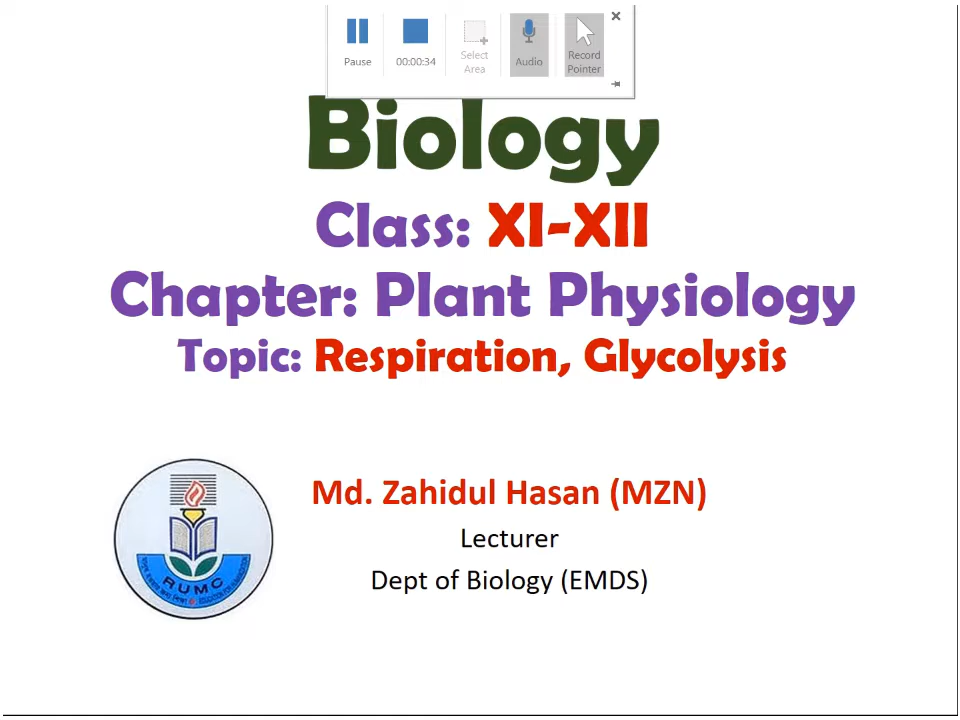 Pause
00:00:34
Select
Area
Audio
Record
Pointer
Biology
Class: XI-XII
Chapter: Plant Physiology
Topic: Respiration, Glycolysis
Md. Zahidul Hasan (MZN)
Lecturer
Dept of Biology (EMDS)
RUMC